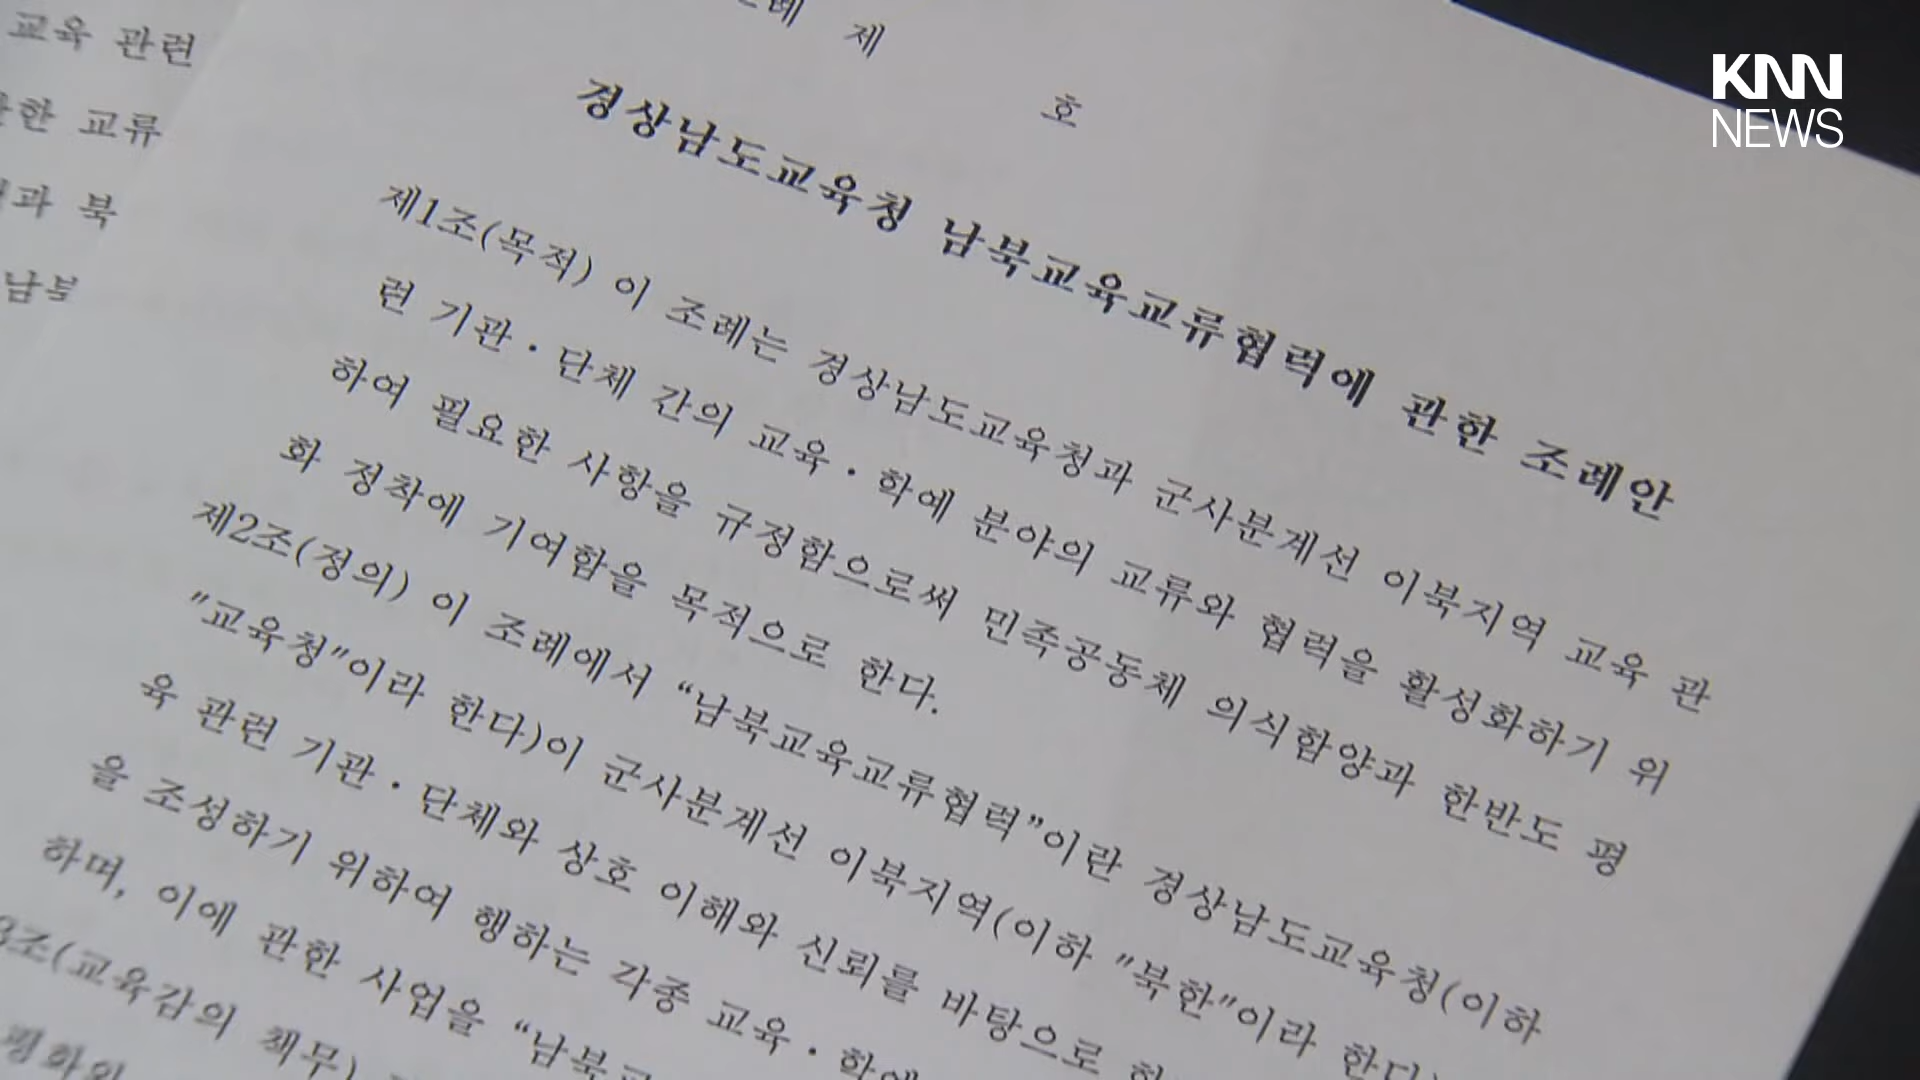 교육 관련
한 교류
과 북
남북
제
호
경상남도교육청 남북교육교류협력에 관한 조례안
제1조(목적) 이 조례는 경상남도교육청과 군사분계선 이북지역 교육 관
련 기관·단체 간의 교육·학예 분야의 교류와 협력을 활성화하기 위
하여 필요한 사항을 규정함으로써 민족공동체 의식함양과 한반도 평
화 정착에 기여함을 목적으로 한다.
제2조(정의) 이 조례에서 “남북교육교류협력”이란 경상남도교육청(이하
"교육청"이라 한다)이 군사분계선 이북지역(이하 "북한"이라 한다)
육 관련 기관·단체와 상호 이해와 신뢰를 바탕으로
을 조성하기 위하여 행하는 각종 교육·학예
하며, 이에 관한 사업을 “남북교
3조(교육감의 책무)
평화와
KNN
NEWS